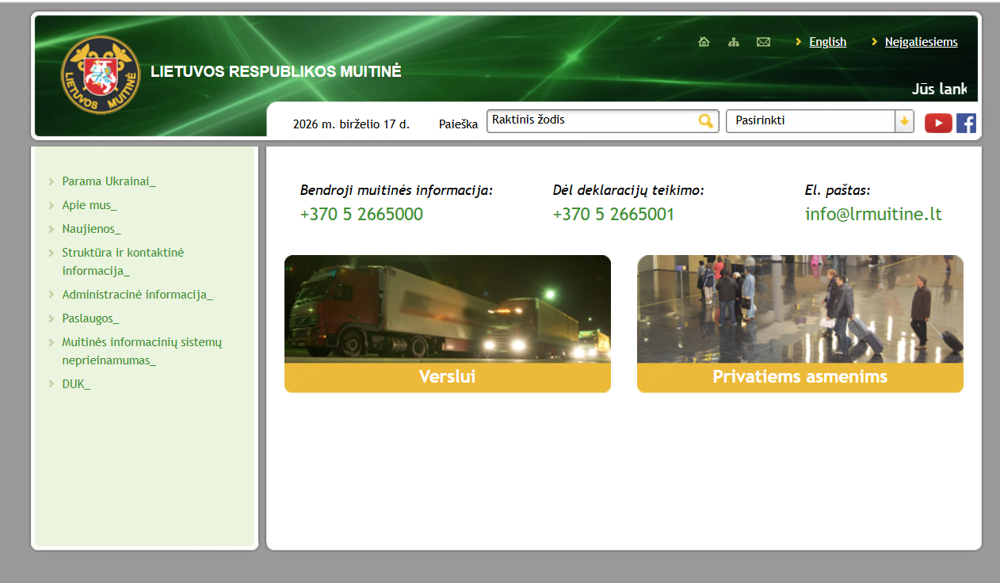 LIETUVOS MUITINĖ
LIETUVOS RESPUBLIKOS MUITINĖ
English
Neįgaliesiems
Jūs lank
2026 m. birželio 17 d.
Paieška
Raktinis žodis
Pasirinkti
Parama Ukrainai_
Apie mus_
Naujienos_
Struktūra ir kontaktinė
informacija_
Administracinė informacija_
Paslaugos_
Muitinės informacinių sistemų
neprieinamumas_
DUK_
Bendroji muitinės informacija:
+370 5 2665000
Dėl deklaracijų teikimo:
+370 5 2665001
El. paštas:
info@lrmuitine.lt
Verslui
Privatiems asmenims